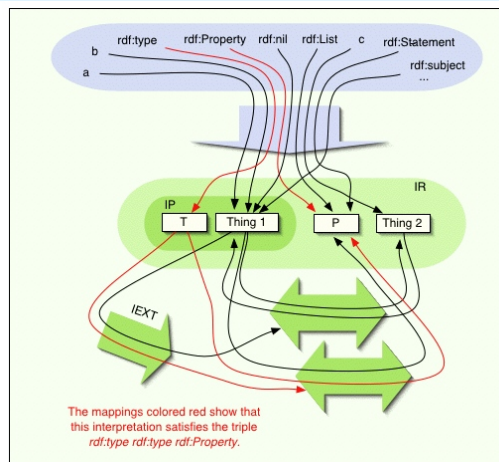 rdf:type rdf:Property rdf:nil rdf:List c rdf:Statement
b
a
rdf:subject
...
IR
IP
T Thing 1 P Thing 2
IEXT
The mappings colored red show that
this interpretation satisfies the triple
rdf:type rdf:type rdf:Property.